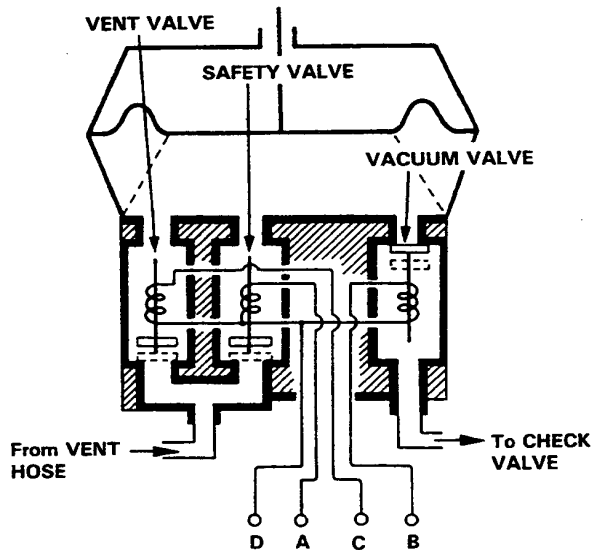 VENT VALVE
SAFETY VALVE
VACUUM VALVE
From VENT
HOSE
To CHECK
VALVE
D A C B